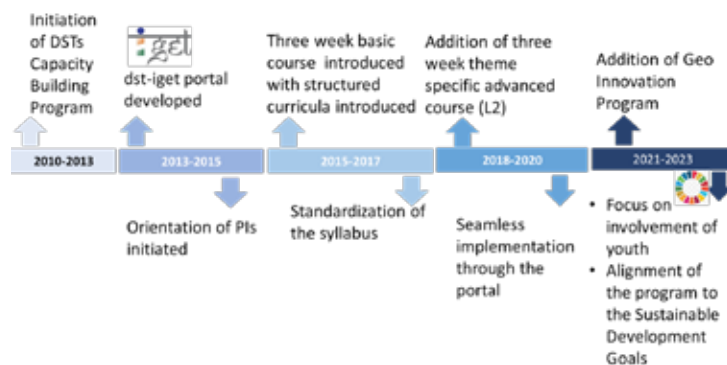 Initiation
of DSTs
Capacity
Building
Program
iget
dst-iget portal
developed
Three week basic
course introduced
with structured
curricula introduced
Addition of three
week theme
specific advanced
course (L2)
Addition of Geo
Innovation
Program
2010-2013
2013-2015
2015-2017
2018-2020
2021-2023
Orientation of PIs
initiated
Standardization of
the syllabus
Seamless
implementation
through the
portal
• Focus on
involvement of
youth
• Alignment of
the program to
the Sustainable
Development
Goals